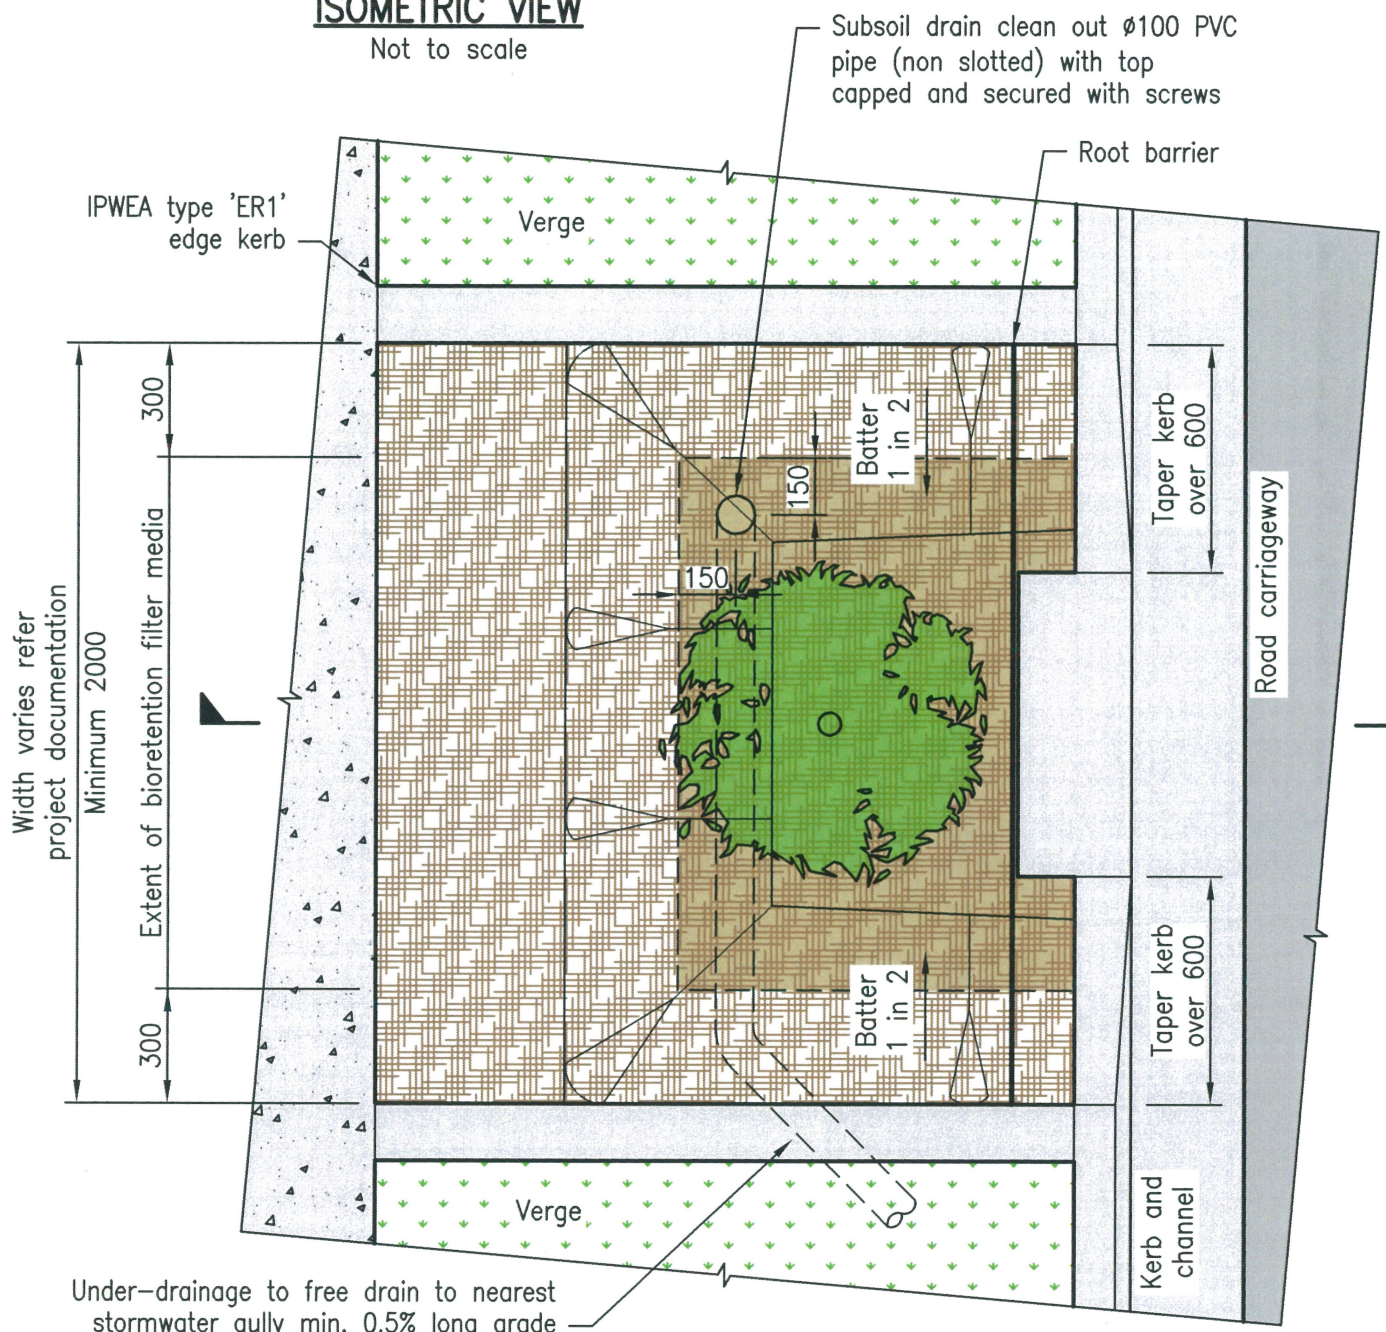 ISOMETRIC VIEW
Not to scale
Subsoil drain clean out ø100 PVC
pipe (non slotted) with top
capped and secured with screws
Root barrier
IPWEA type 'ER1'
edge kerb
Verge
300
Batter
1 in 2
150
150
Taper kerb
over 600
Road carriageway
Width varies refer
project documentation
Minimum 2000
Extent of bioretention filter media
300
Batter
1 in 2
Taper kerb
over 600
Verge
Kerb and
channel
Under-drainage to free drain to nearest
stormwater gully min. 0.5% long grade